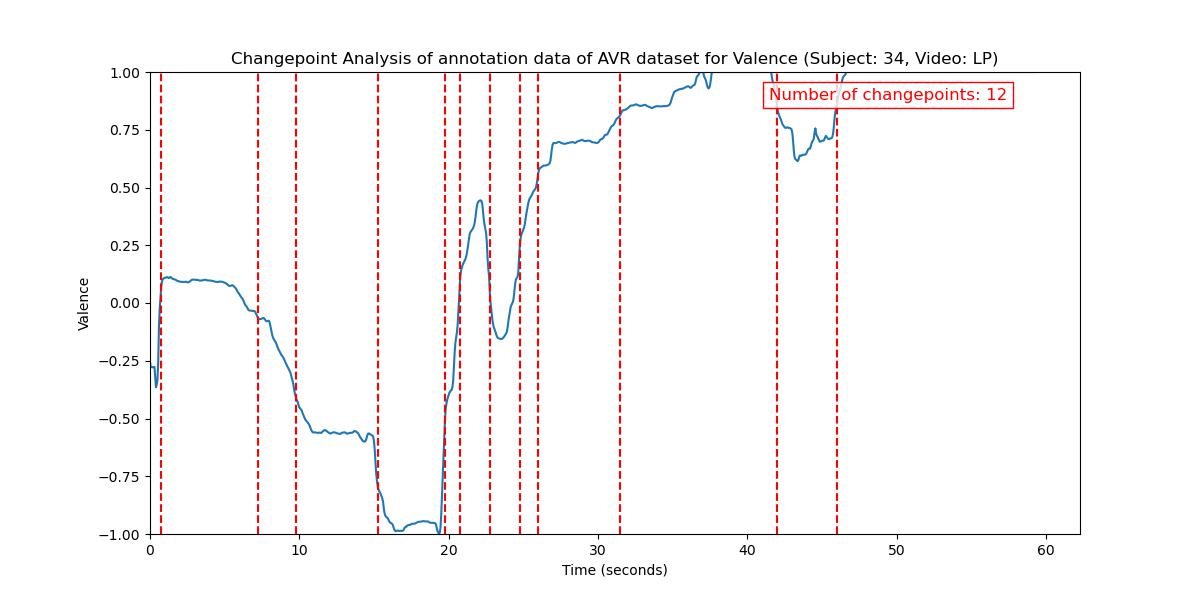 Changepoint Analysis of annotation data of AVR dataset for Valence (Subject: 34, Video: LP)
Number of changepoints: 12
Valence
1.00
0.75
0.50
0.25
0.00
−0.25
−0.50
−0.75
−1.00
0 10 20 30 40 50 60
Time (seconds)